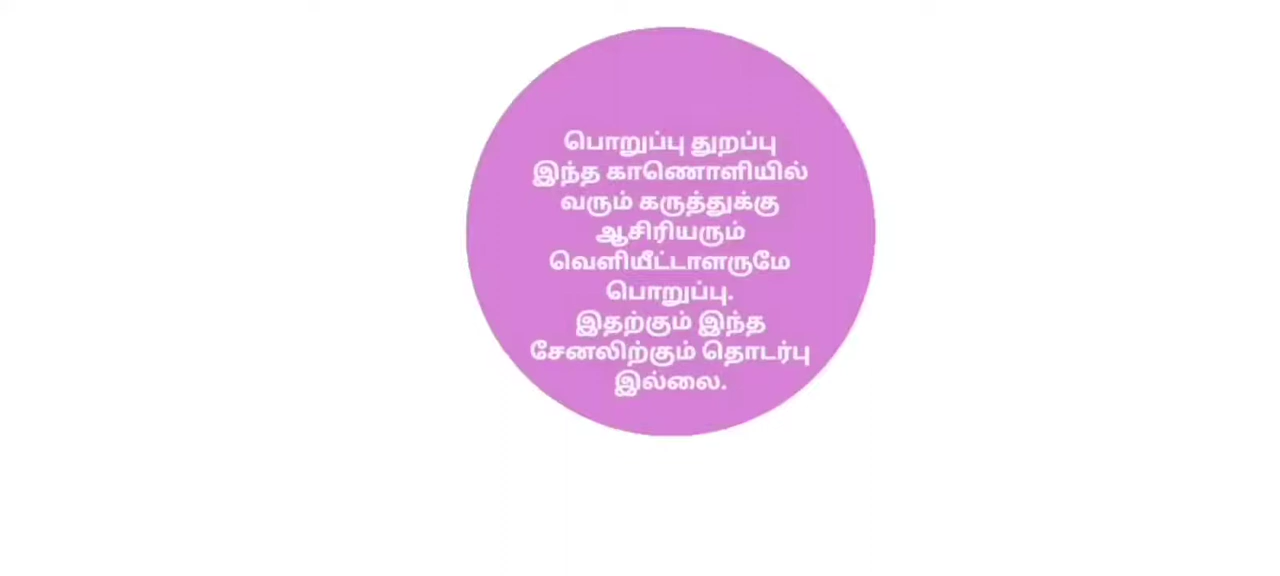 பொறுப்பு துறப்பு
இந்த காணொளியில்
வரும் கருத்துக்கு
ஆசிரியரும்
வெளியீட்டாளருமே
பொறுப்பு.
இதற்கும் இந்த
சேனலிற்கும் தொடர்பு
இல்லை.